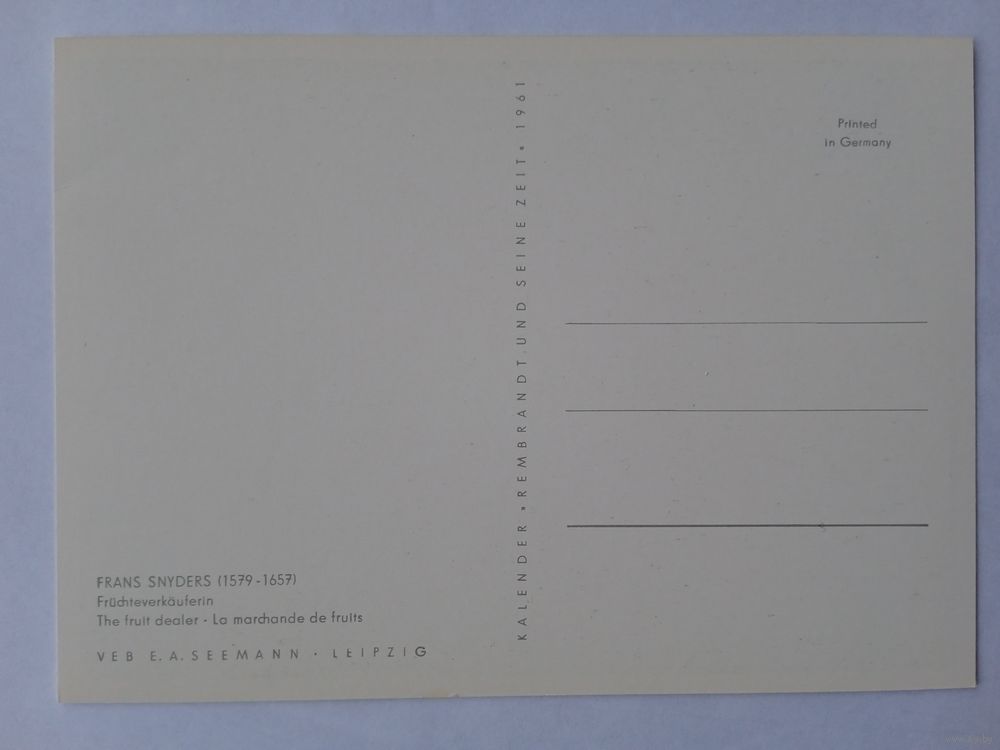 FRANS SNYDERS (1579-1657)
Früchteverkäuferin
The fruit dealer · La marchande de fruits
VEB E. A. SEEMANN · LEIPZIG
KALENDER »REMBRANDT UND SEINE ZEIT« 1961
Printed
in Germany